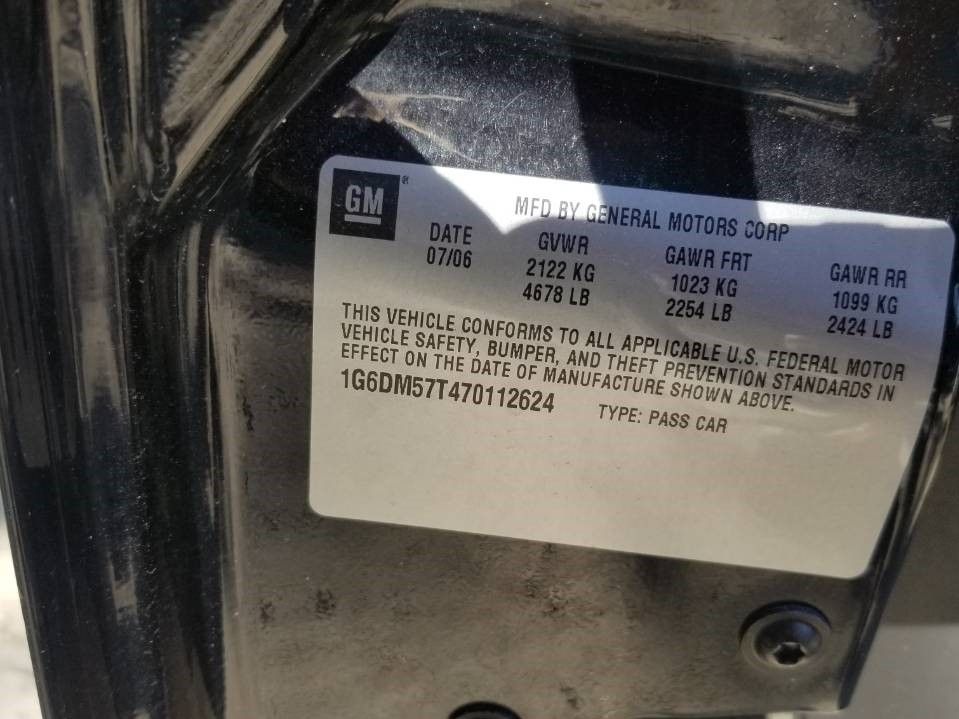 GM®
MFD BY GENERAL MOTORS CORP
DATE GVWR GAWR FRT GAWR RR
07/06 2122 KG 1023 KG 1099 KG
4678 LB 2254 LB 2424 LB
THIS VEHICLE CONFORMS TO ALL APPLICABLE U.S. FEDERAL MOTOR
VEHICLE SAFETY, BUMPER, AND THEFT PREVENTION STANDARDS IN
EFFECT ON THE DATE OF MANUFACTURE SHOWN ABOVE.
1G6DM57T470112624 TYPE: PASS CAR